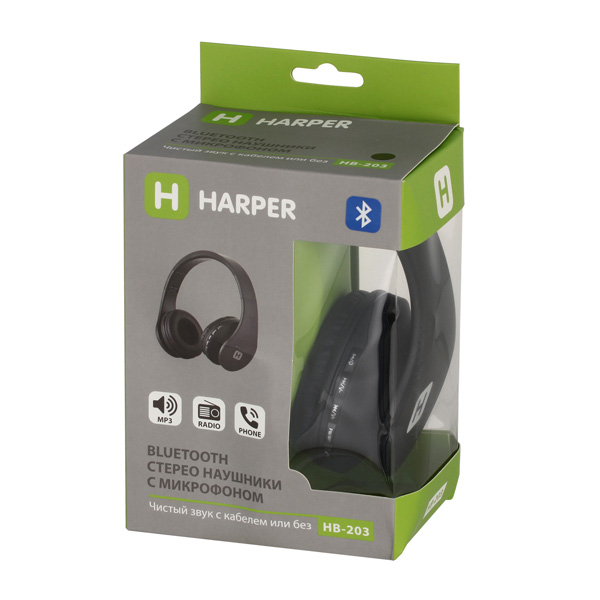 H HARPER
BLUETOOTH
СТЕРЕО НАУШНИКИ
С МИКРОФОНОМ
Чистый звук с кабелем или без HB-203
H HARPER
H
MP3
RADIO
PHONE
BLUETOOTH
СТЕРЕО НАУШНИКИ
С МИКРОФОНОМ
Чистый звук с кабелем или без HB-203